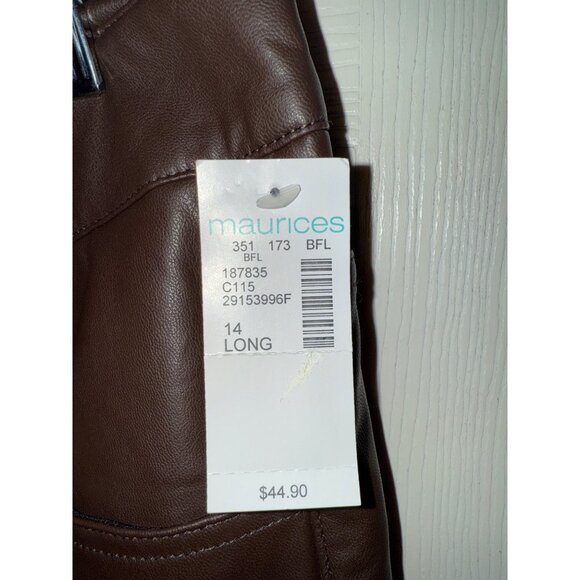 maurices
351 173 BFL
BFL
187835
C115
29153996F
14
LONG
$44.90